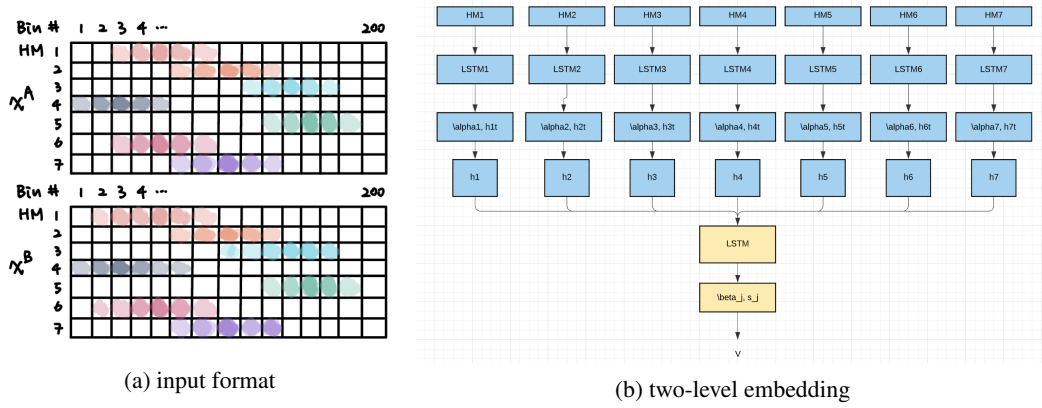 Bin # 1 2 3 4 ... 200
HM 1
2
3
χᴬ 4
5
6
7
Bin # 1 2 3 4 ... 200
HM 1
2
3
χᴮ 4
5
6
7
(a) input format
HM1 HM2 HM3 HM4 HM5 HM6 HM7
LSTM1 LSTM2 LSTM3 LSTM4 LSTM5 LSTM6 LSTM7
\alpha1, h1t \alpha2, h2t \alpha3, h3t \alpha4, h4t \alpha5, h5t \alpha6, h6t \alpha7, h7t
h1 h2 h3 h4 h5 h6 h7
LSTM
\beta_j, s_j
V
(b) two-level embedding